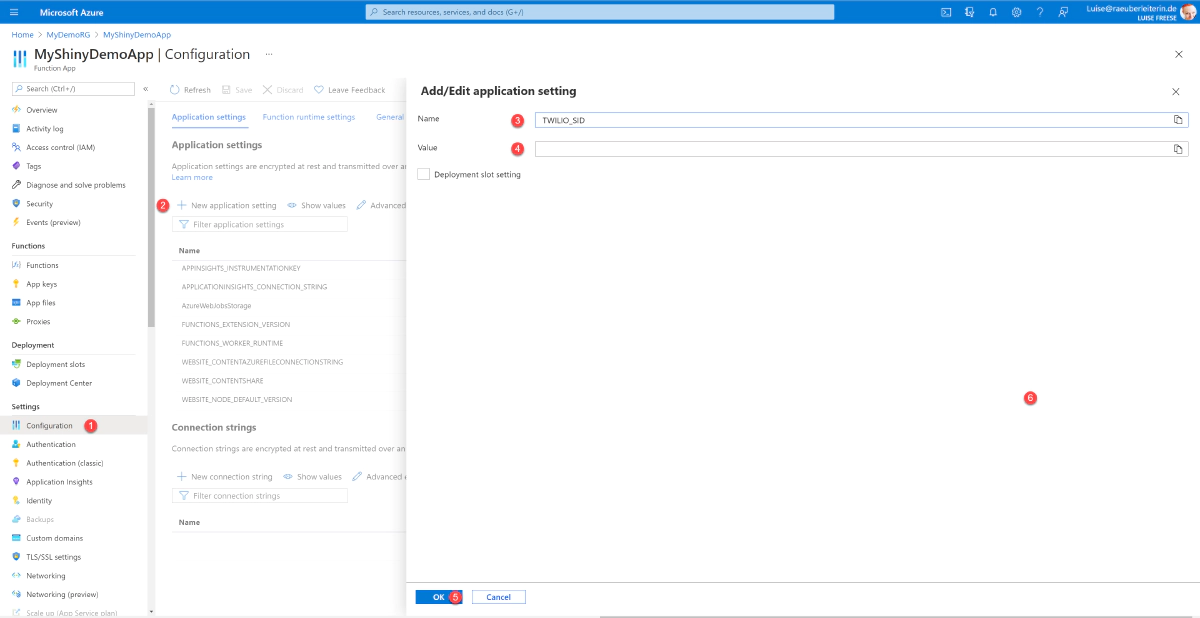 Microsoft Azure
Search resources, services, and docs (G+/)
Luise@raeuberleiterin.de
LUISE FREESE
Home > MyDemoRG > MyShinyDemoApp
MyShinyDemoApp | Configuration ...
Function App
Search (Ctrl+/)
Overview
Activity log
Access control (IAM)
Tags
Diagnose and solve problems
Security
Events (preview)
Functions
Functions
App keys
App files
Proxies
Deployment
Deployment slots
Deployment Center
Settings
Configuration 1
Authentication
Authentication (classic)
Application Insights
Identity
Backups
Custom domains
TLS/SSL settings
Networking
Networking (preview)
Scale up (App Service plan)
Refresh Save Discard Leave Feedback
Application settings Function runtime settings General
Application settings
Application settings are encrypted at rest and transmitted over an
Learn more
2 New application setting Show values Advanced
Filter application settings
Name
APPINSIGHTS_INSTRUMENTATIONKEY
APPLICATIONINSIGHTS_CONNECTION_STRING
AzureWebJobsStorage
FUNCTIONS_EXTENSION_VERSION
FUNCTIONS_WORKER_RUNTIME
WEBSITE_CONTENTAZUREFILECONNECTIONSTRING
WEBSITE_CONTENTSHARE
WEBSITE_NODE_DEFAULT_VERSION
Connection strings
Connection strings are encrypted at rest and transmitted over an
New connection string Show values Advanced
Filter connection strings
Name
Add/Edit application setting
Name 3 TWILIO_SID
Value 4
Deployment slot setting
6
OK 5 Cancel